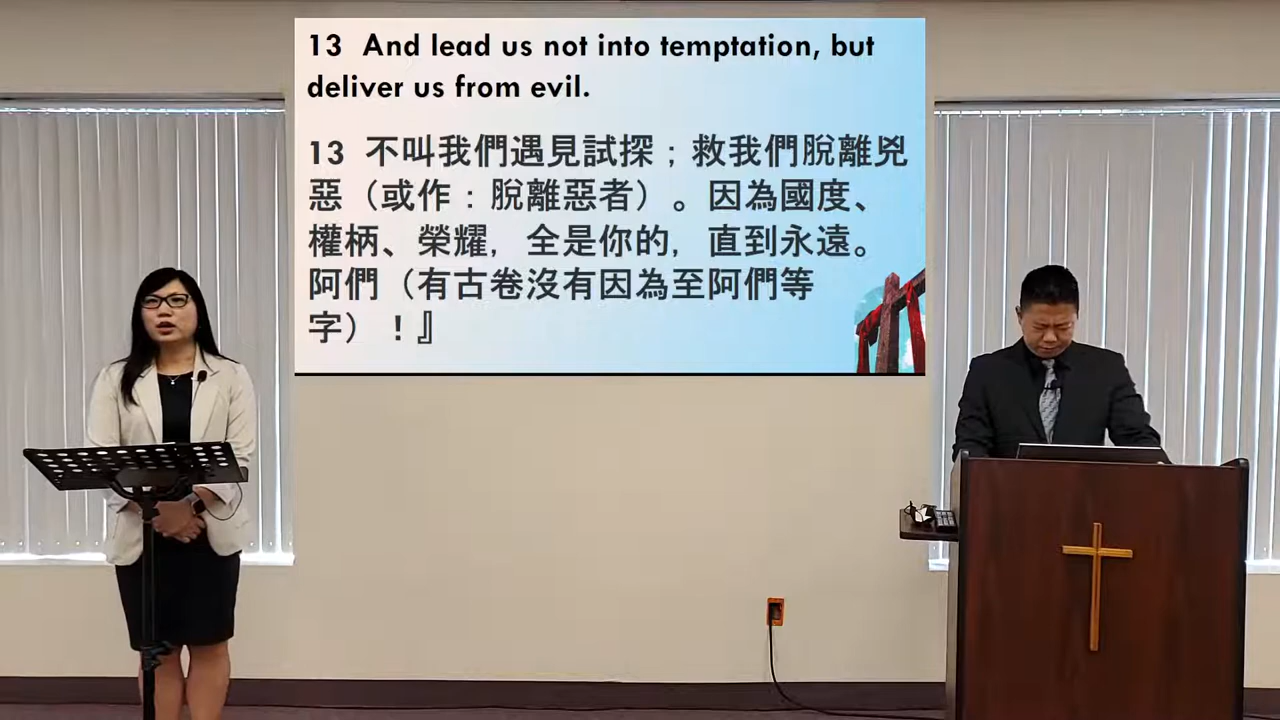 13 And lead us not into temptation, but
deliver us from evil.
13 不叫我們遇見試探；救我們脫離兇
惡（或作：脫離惡者）。因為國度、
權柄、榮耀，全是你的，直到永遠。
阿們（有古卷沒有因為至阿們等
字）！』